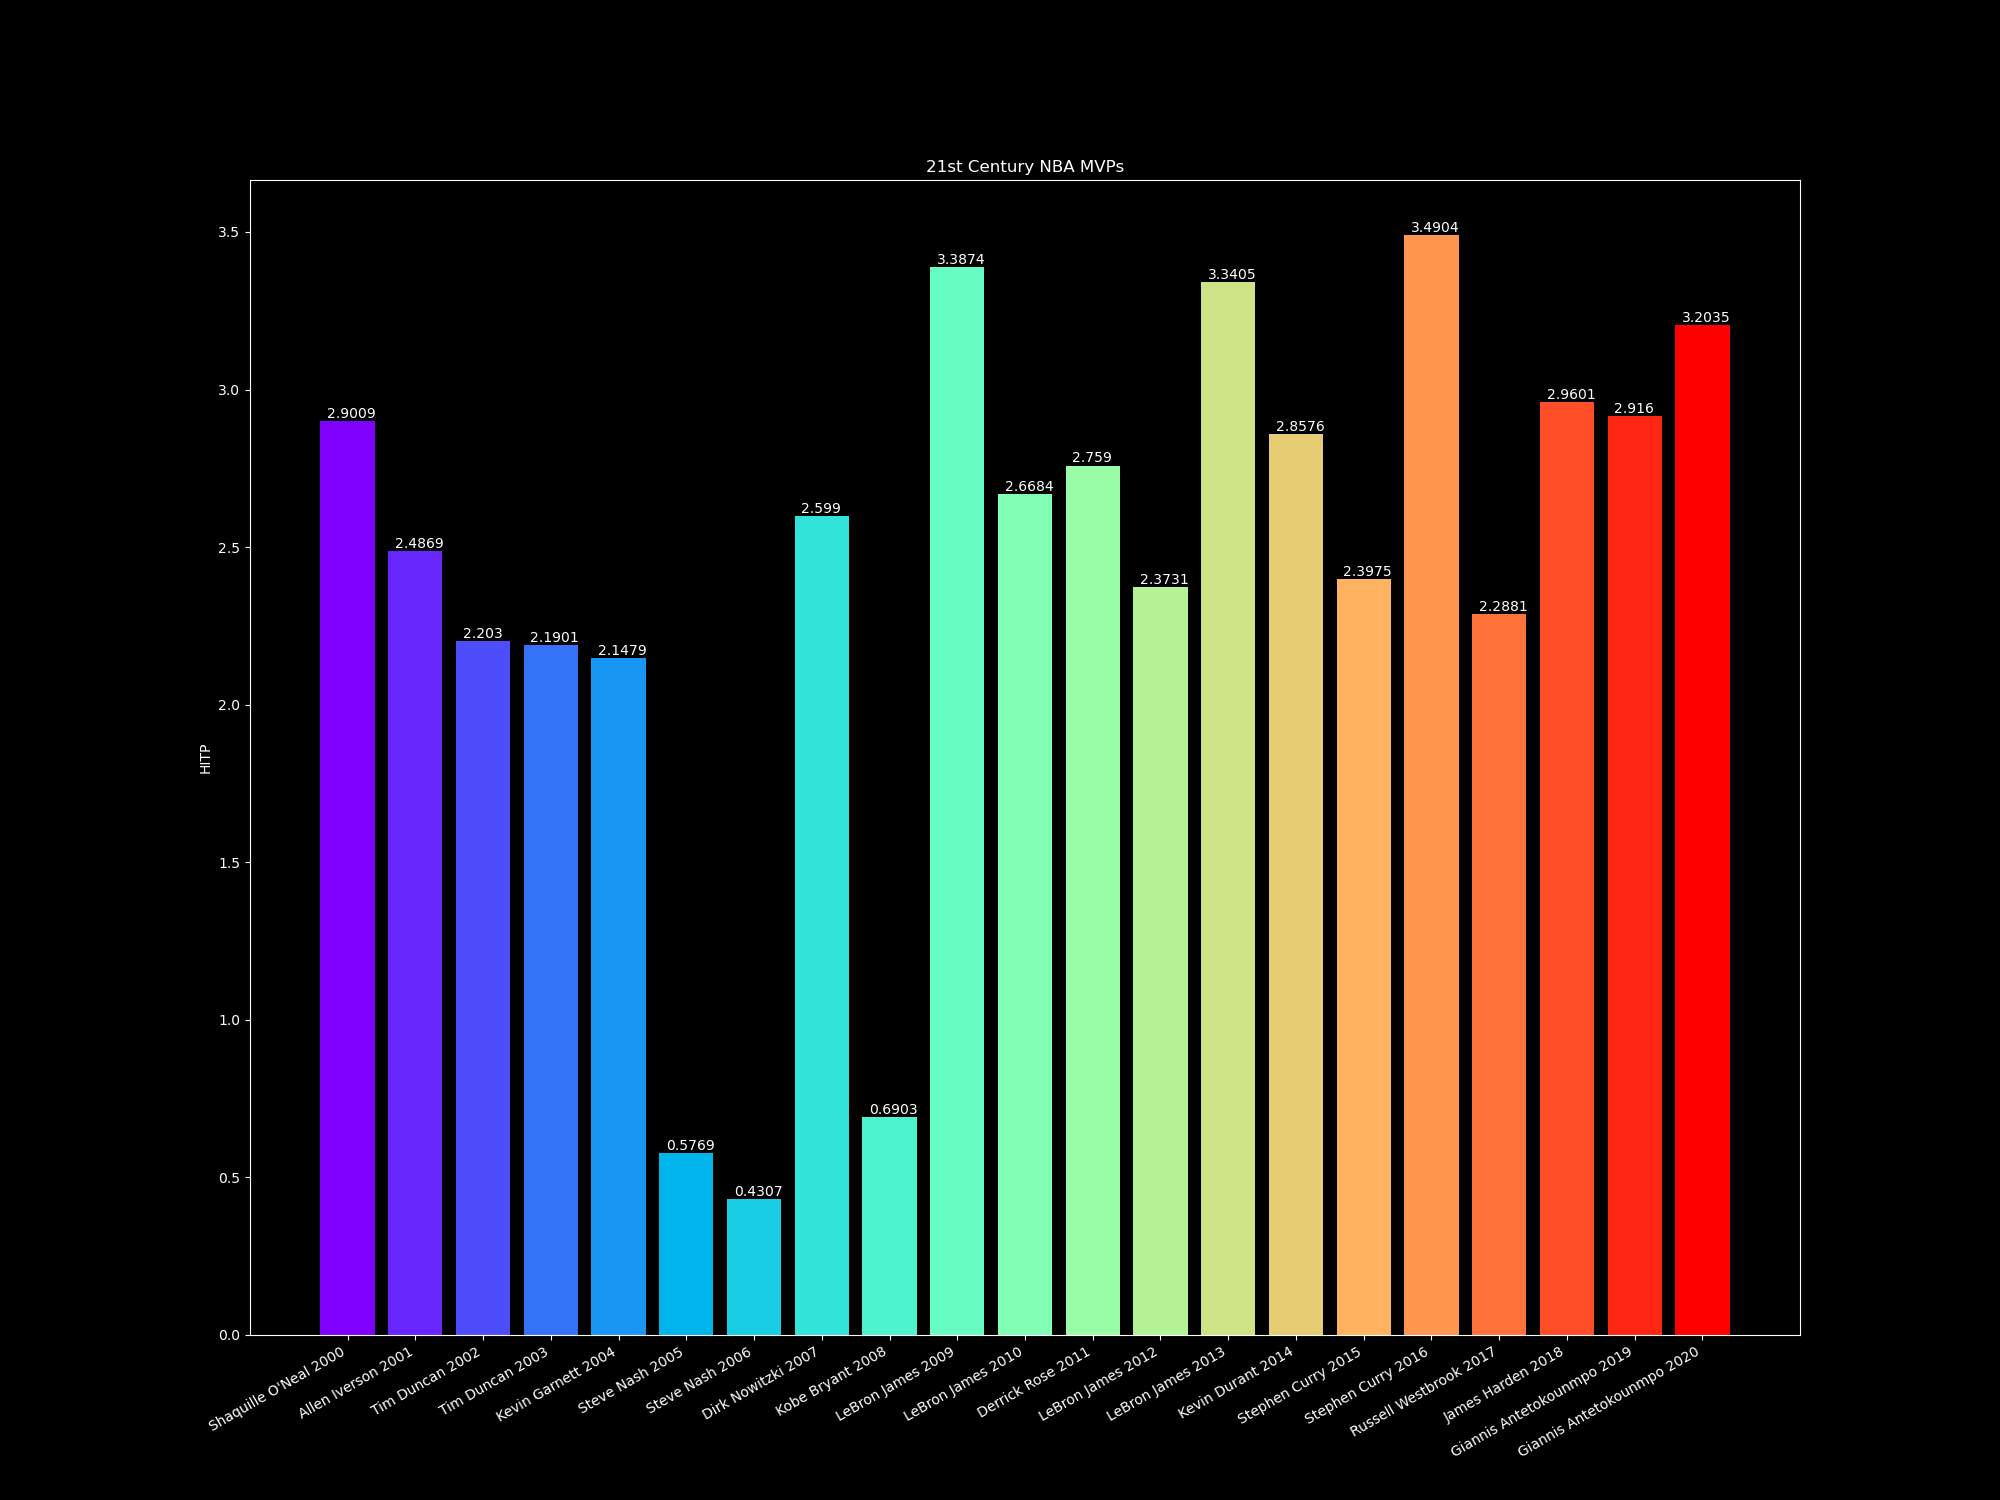 21st Century NBA MVPs
HITP
3.5
3.0
2.5
2.0
1.5
1.0
0.5
0.0
2.9009
2.4869
2.203
2.1901
2.1479
0.5769
0.4307
2.599
0.6903
3.3874
2.6684
2.759
2.3731
3.3405
2.8576
2.3975
3.4904
2.2881
2.9601
2.916
3.2035
Shaquille O'Neal 2000
Allen Iverson 2001
Tim Duncan 2002
Tim Duncan 2003
Kevin Garnett 2004
Steve Nash 2005
Steve Nash 2006
Dirk Nowitzki 2007
Kobe Bryant 2008
LeBron James 2009
LeBron James 2010
Derrick Rose 2011
LeBron James 2012
LeBron James 2013
Kevin Durant 2014
Stephen Curry 2015
Stephen Curry 2016
Russell Westbrook 2017
James Harden 2018
Giannis Antetokounmpo 2019
Giannis Antetokounmpo 2020